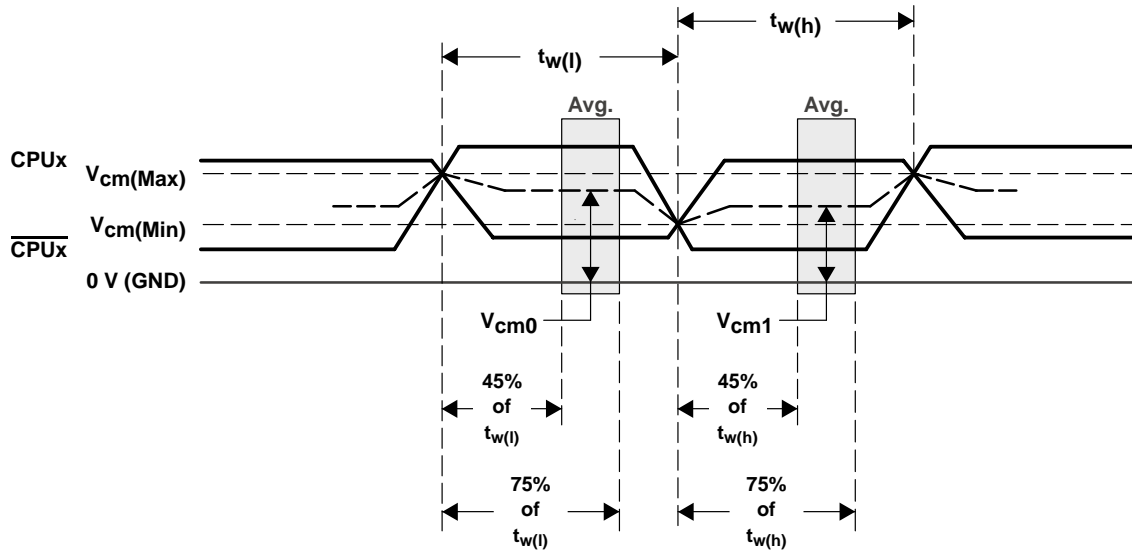 tw(h)
tw(l)
Avg.
Avg.
CPUx
Vcm(Max)
Vcm(Min)
CPUx
0 V (GND)
Vcm0
Vcm1
45%
of
tw(l)
45%
of
tw(h)
75%
of
tw(l)
75%
of
tw(h)